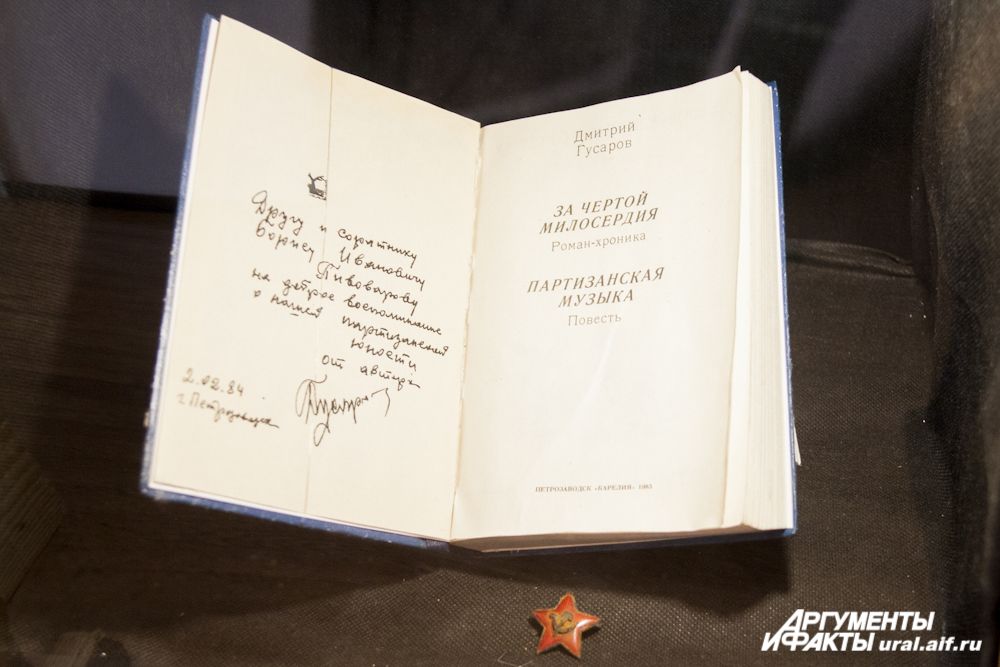 Другу и соратнику
Борису Ивановичу
Пивоварову
на доброе воспоминание
о нашей партизанской
юности
от автора
2.02.84
г. Петрозаводск
Дмитрий
Гусаров
ЗА ЧЕРТОЙ
МИЛОСЕРДИЯ
Роман-хроника
ПАРТИЗАНСКАЯ
МУЗЫКА
Повесть
ПЕТРОЗАВОДСК «КАРЕЛИЯ» 1983
АРГУМЕНТЫ
И ФАКТЫ ural.aif.ru